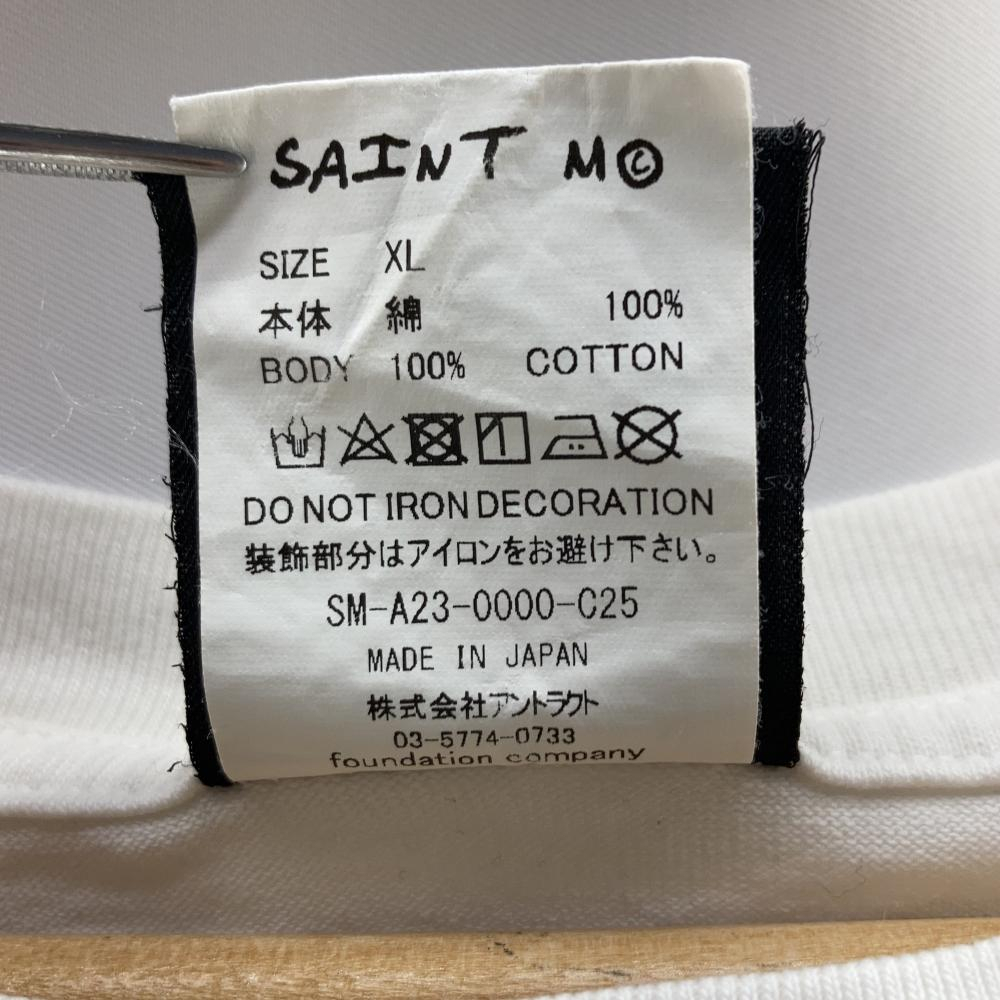 SAINT M©
SIZE XL
本体 綿 100%
BODY 100% COTTON
DO NOT IRON DECORATION
装飾部分はアイロンをお避け下さい。
SM-A23-0000-C25
MADE IN JAPAN
株式会社アントラクト
03-5774-0733
foundation company